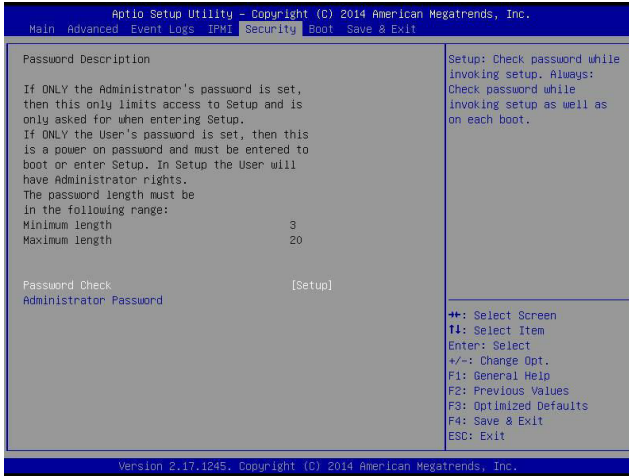 Aptio Setup Utility – Copyright (C) 2014 American Megatrends, Inc.
Main Advanced Event Logs IPMI Security Boot Save & Exit
Password Description
If ONLY the Administrator's password is set,
then this only limits access to Setup and is
only asked for when entering Setup.
If ONLY the User's password is set, then this
is a power on password and must be entered to
boot or enter Setup. In Setup the User will
have Administrator rights.
The password length must be
in the following range:
Minimum length 3
Maximum length 20
Password Check [Setup]
Administrator Password
Setup: Check password while
invoking setup. Always:
Check password while
invoking setup as well as
on each boot.
→←: Select Screen
↑↓: Select Item
Enter: Select
+/-: Change Opt.
F1: General Help
F2: Previous Values
F3: Optimized Defaults
F4: Save & Exit
ESC: Exit
Version 2.17.1245. Copyright (C) 2014 American Megatrends, Inc.